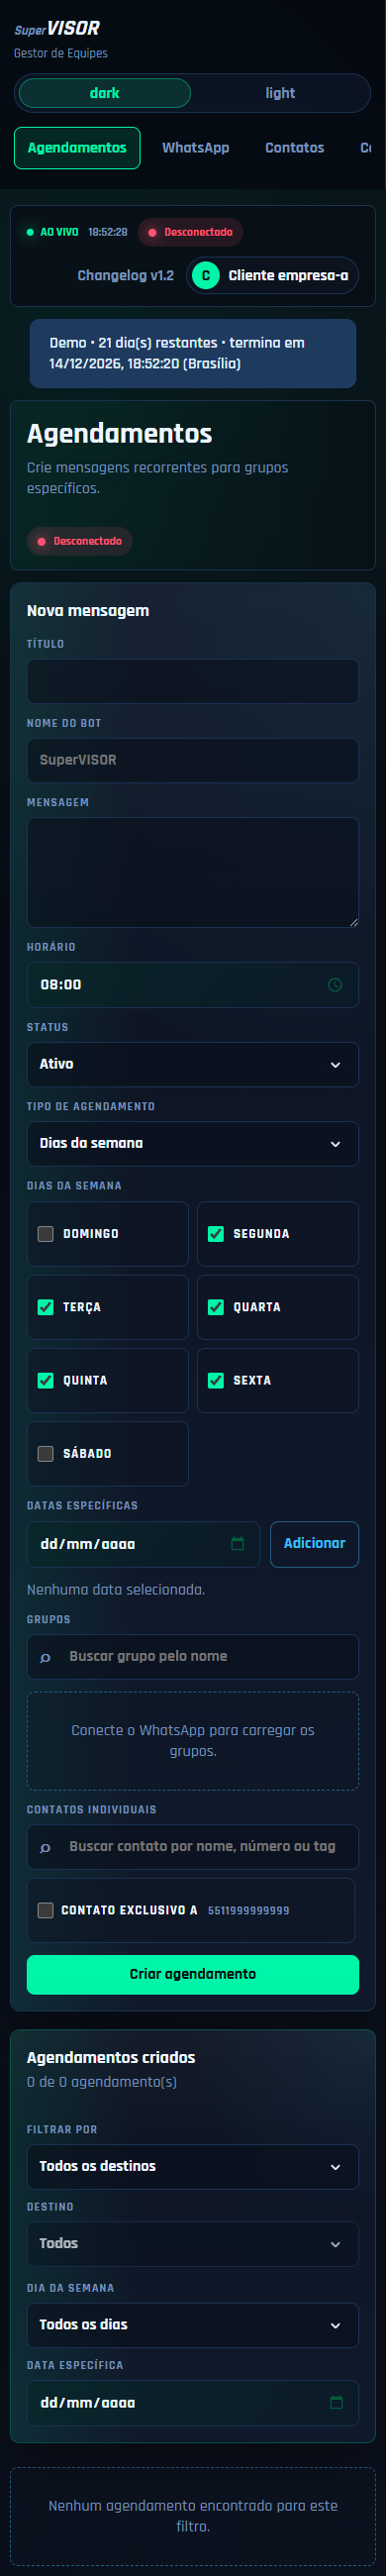 SuperVISOR
Gestor de Equipes
dark light
Agendamentos WhatsApp Contatos
AO VIVO 18:52:28 Desconectado
Changelog v1.2 C Cliente empresa-a
Demo • 21 dia(s) restantes • termina em
14/12/2026, 18:52:20 (Brasília)
Agendamentos
Crie mensagens recorrentes para grupos
específicos.
Desconectado
Nova mensagem
TÍTULO
NOME DO BOT
SuperVISOR
MENSAGEM
HORÁRIO
08:00
STATUS
Ativo
TIPO DE AGENDAMENTO
Dias da semana
DIAS DA SEMANA
DOMINGO SEGUNDA
TERÇA QUARTA
QUINTA SEXTA
SÁBADO
DATAS ESPECÍFICAS
dd/mm/aaaa Adicionar
Nenhuma data selecionada.
GRUPOS
Buscar grupo pelo nome
Conecte o WhatsApp para carregar os
grupos.
CONTATOS INDIVIDUAIS
Buscar contato por nome, número ou tag
CONTATO EXCLUSIVO A 5511999999999
Criar agendamento
Agendamentos criados
0 de 0 agendamento(s)
FILTRAR POR
Todos os destinos
DESTINO
Todos
DIA DA SEMANA
Todos os dias
DATA ESPECÍFICA
dd/mm/aaaa
Nenhum agendamento encontrado para este
filtro.